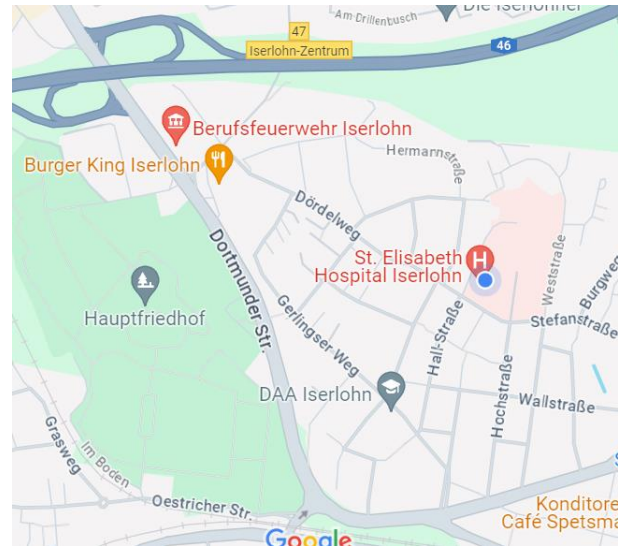 Die Iserlohner
Am-Drillenbusch
47
Iserlohn-Zentrum
46
Berufsfeuerwehr Iserlohn
Burger King Iserlohn
Hermannstraße
Dördelweg
St. Elisabeth
Hospital Iserlohn
H
Weststraße
Burgweg
Dortmunder Str.
Hauptfriedhof
Gerlingser Weg
Hall-Straße
Stefanstraße
Hochstraße
DAA Iserlohn
Wallstraße
Grasweg
Im Boden
Oestricher Str.
Konditore
Café Spetsma
Google